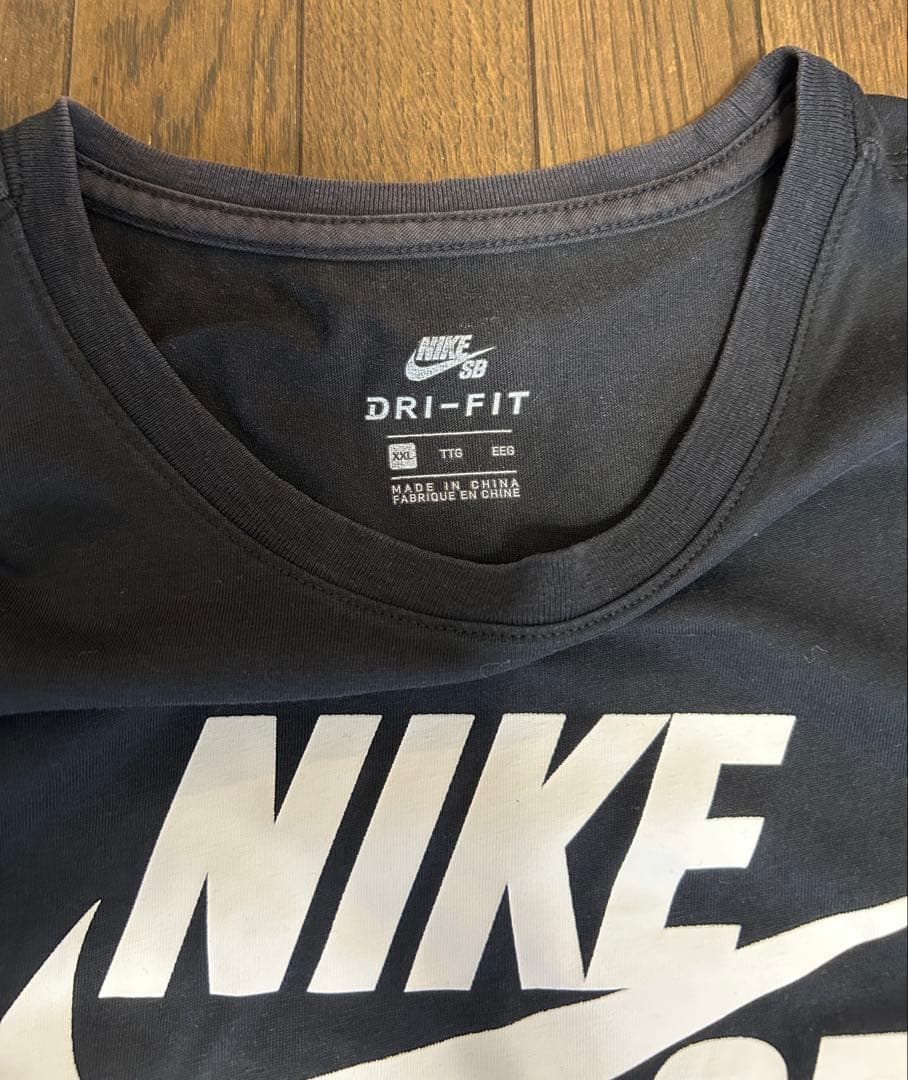 NIKE
SB
DRI-FIT
XXL TTG EEG
MADE IN CHINA
FABRIQUE EN CHINE
NIKE